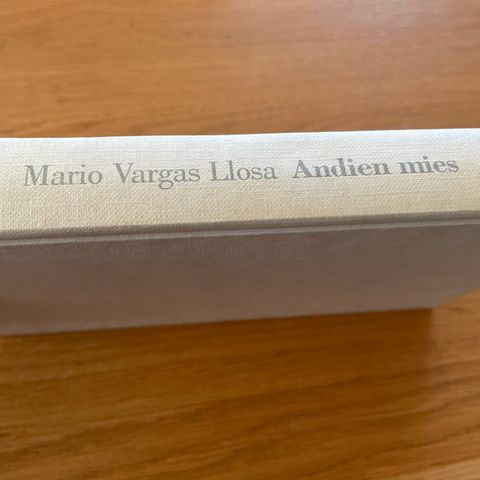 Mario Vargas Llosa Andien mies